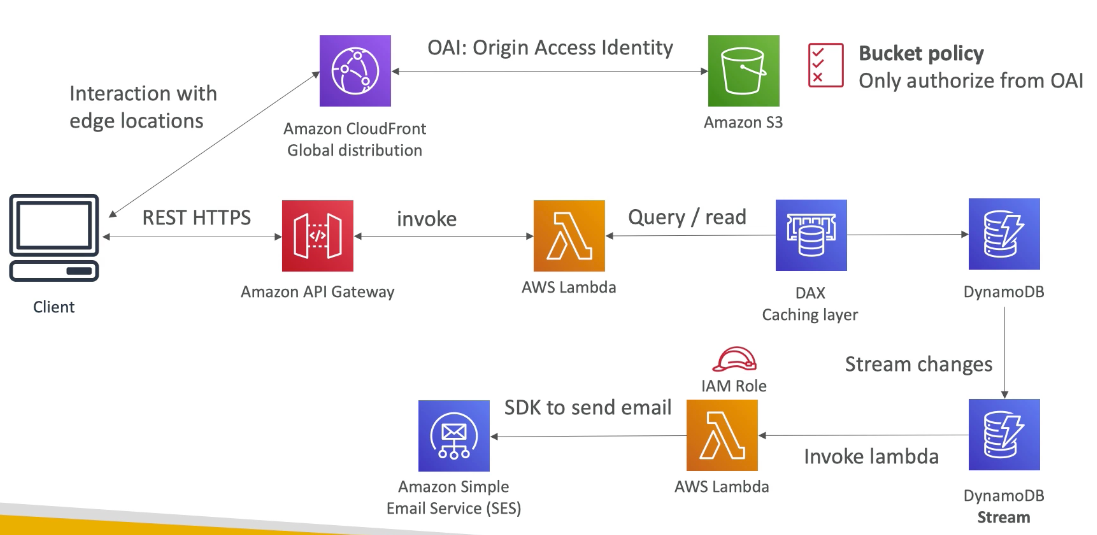 OAI: Origin Access Identity
Bucket policy
Only authorize from OAI
Interaction with
edge locations
Amazon CloudFront
Global distribution
Amazon S3
REST HTTPS
invoke
Query / read
Client
Amazon API Gateway
AWS Lambda
DAX
Caching layer
DynamoDB
Stream changes
IAM Role
SDK to send email
Invoke lambda
Amazon Simple
Email Service (SES)
AWS Lambda
DynamoDB
Stream